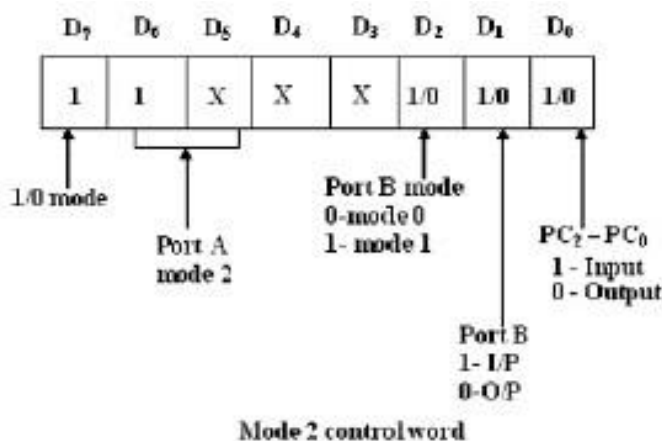 D₇ D₆ D₅ D₄ D₃ D₂ D₁ D₀
1 1 X X X 1/0 1/0 1/0
1/0 mode
Port A
mode 2
Port B mode
0-mode 0
1- mode 1
PC₂ – PC₀
1 - Input
0 - Output
Port B
1- I/P
0-O/P
Mode 2 control word